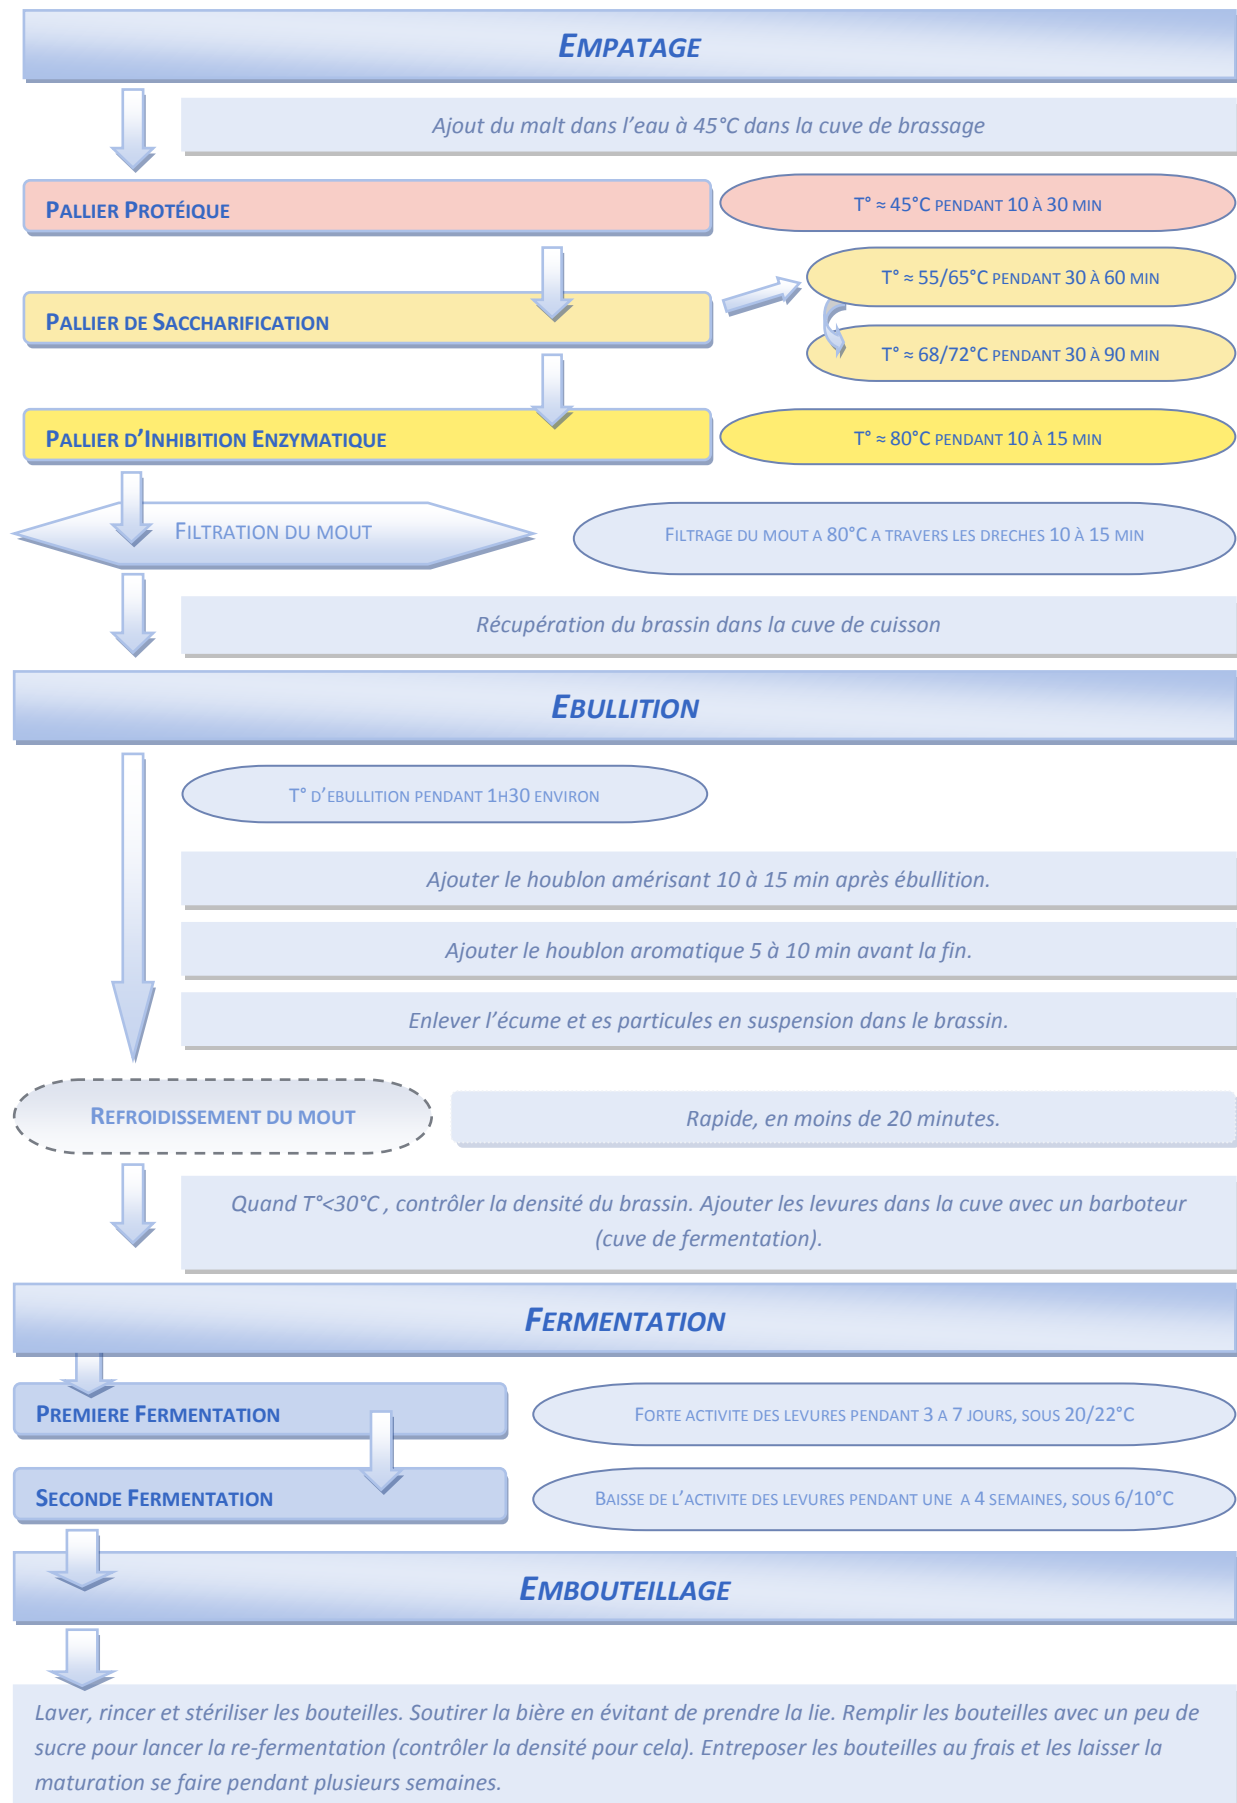 EMPATAGE
Ajout du malt dans l’eau à 45°C dans la cuve de brassage
PALLIER PROTÉIQUE
T° ≈ 45°C PENDANT 10 À 30 MIN
T° ≈ 55/65°C PENDANT 30 À 60 MIN
PALLIER DE SACCHARIFICATION
T° ≈ 68/72°C PENDANT 30 À 90 MIN
PALLIER D’INHIBITION ENZYMATIQUE
T° ≈ 80°C PENDANT 10 À 15 MIN
FILTRATION DU MOUT
FILTRAGE DU MOUT A 80°C A TRAVERS LES DRECHES 10 À 15 MIN
Récupération du brassin dans la cuve de cuisson
EBULLITION
T° D’EBULLITION PENDANT 1H30 ENVIRON
Ajouter le houblon amérisant 10 à 15 min après ébullition.
Ajouter le houblon aromatique 5 à 10 min avant la fin.
Enlever l’écume et es particules en suspension dans le brassin.
REFROIDISSEMENT DU MOUT
Rapide, en moins de 20 minutes.
Quand T°<30°C , contrôler la densité du brassin. Ajouter les levures dans la cuve avec un barboteur
(cuve de fermentation).
FERMENTATION
PREMIERE FERMENTATION
FORTE ACTIVITE DES LEVURES PENDANT 3 A 7 JOURS, SOUS 20/22°C
SECONDE FERMENTATION
BAISSE DE L’ACTIVITE DES LEVURES PENDANT UNE A 4 SEMAINES, SOUS 6/10°C
EMBOUTEILLAGE
Laver, rincer et stériliser les bouteilles. Soutirer la bière en évitant de prendre la lie. Remplir les bouteilles avec un peu de
sucre pour lancer la re-fermentation (contrôler la densité pour cela). Entreposer les bouteilles au frais et les laisser la
maturation se faire pendant plusieurs semaines.